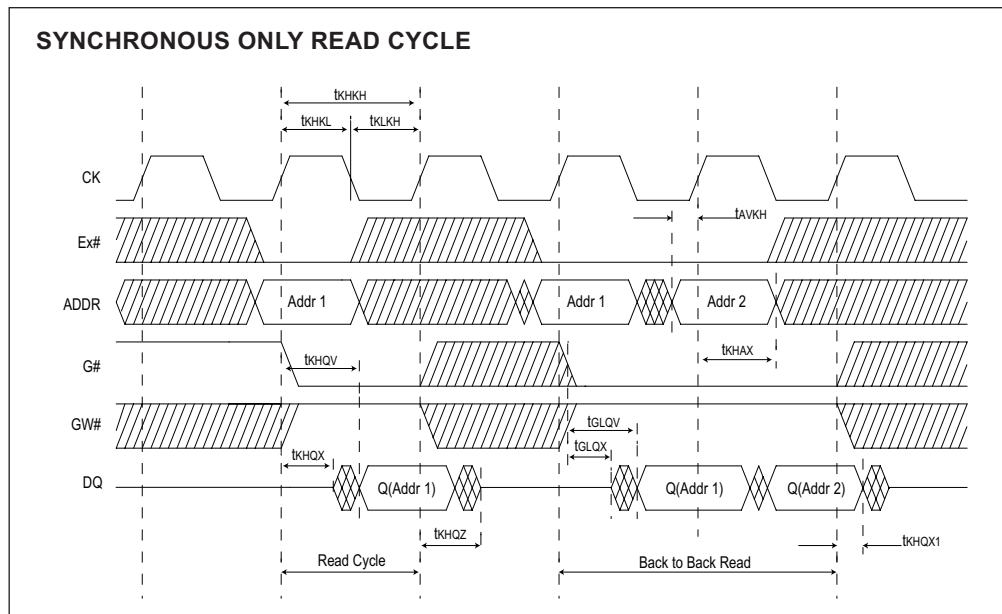 SYNCHRONOUS ONLY READ CYCLE
tKHKH
tKHKL
tKLKH
CK
tAVKH
Ex#
ADDR
Addr 1
Addr 1
Addr 2
G#
tKHQV
tKHAX
GW#
tGLQV
tKHQX
tGLQX
DQ
Q(Addr 1)
Q(Addr 1)
Q(Addr 2)
tKHQZ
tKHQX1
Read Cycle
Back to Back Read